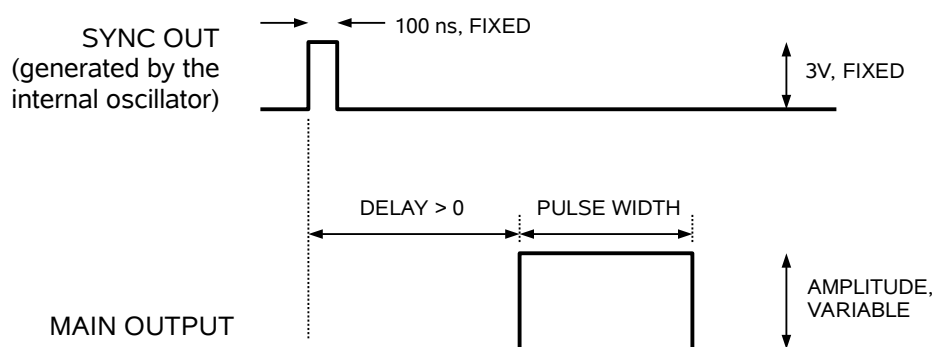 100 ns, FIXED
SYNC OUT
(generated by the
internal oscillator)
3V, FIXED
DELAY > 0
PULSE WIDTH
AMPLITUDE,
VARIABLE
MAIN OUTPUT